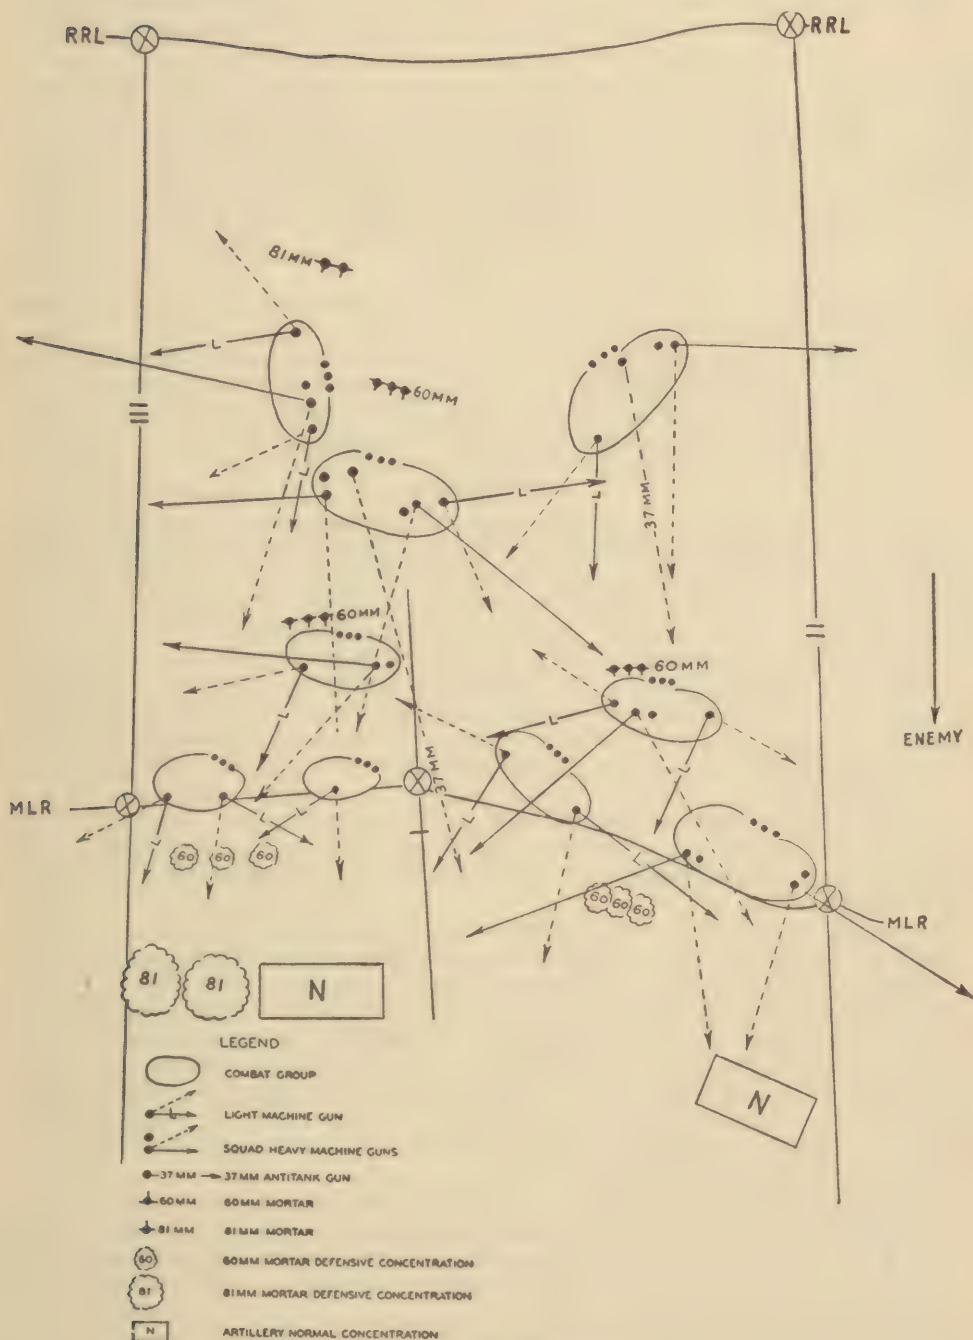 RRL RRL
81MM
L
60MM
L
L
L
37MM
60MM
60MM
L
L
L
ENEMY
MLR
37MM
L
L
L
L
L
60 60 60
60 60 60
MLR
81 81 N
N
LEGEND
COMBAT GROUP
L LIGHT MACHINE GUN
SQUAD HEAVY MACHINE GUNS
37MM 37MM ANTITANK GUN
60MM 60MM MORTAR
81MM 81MM MORTAR
60 60MM MORTAR DEFENSIVE CONCENTRATION
81 81MM MORTAR DEFENSIVE CONCENTRATION
N ARTILLERY NORMAL CONCENTRATION